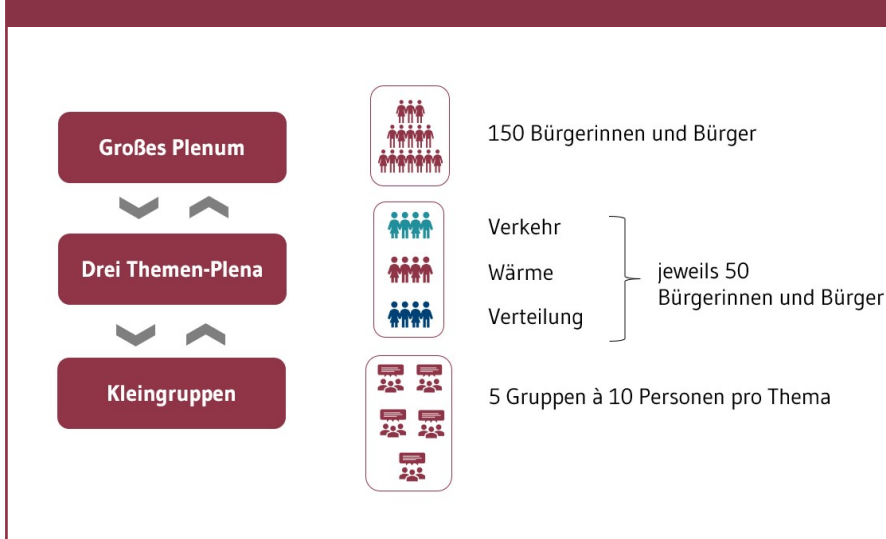 Großes Plenum
150 Bürgerinnen und Bürger
Drei Themen-Plena
Verkehr
Wärme
Verteilung
jeweils 50
Bürgerinnen und Bürger
Kleingruppen
5 Gruppen à 10 Personen pro Thema